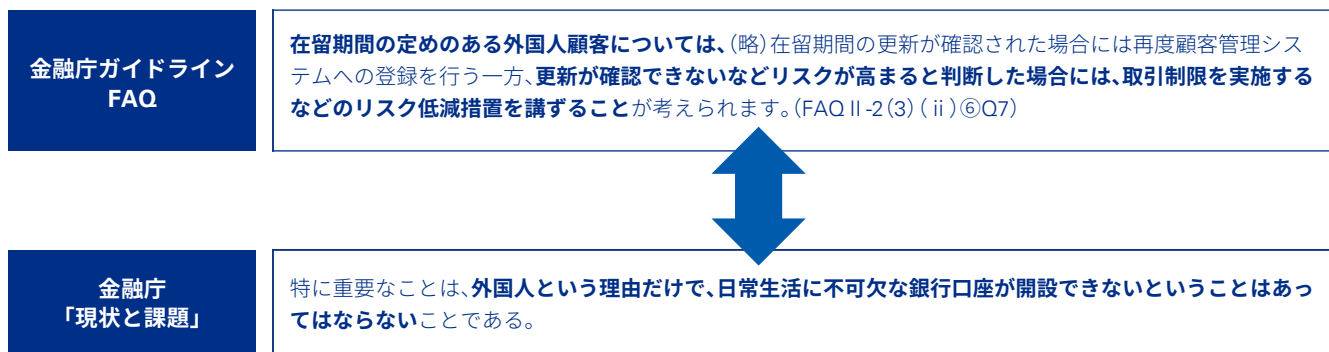 金融庁ガイドライン
FAQ
在留期間の定めのある外国人顧客については、（略）在留期間の更新が確認された場合には再度顧客管理シス
テムへの登録を行う一方、更新が確認できないなどリスクが高まると判断した場合には、取引制限を実施する
などのリスク低減措置を講ずることが考えられます。（FAQⅡ-2（3）（ⅱ）⑥Q7）
金融庁
「現状と課題」
特に重要なことは、外国人という理由だけで、日常生活に不可欠な銀行口座が開設できないということはあっ
てはならないことである。